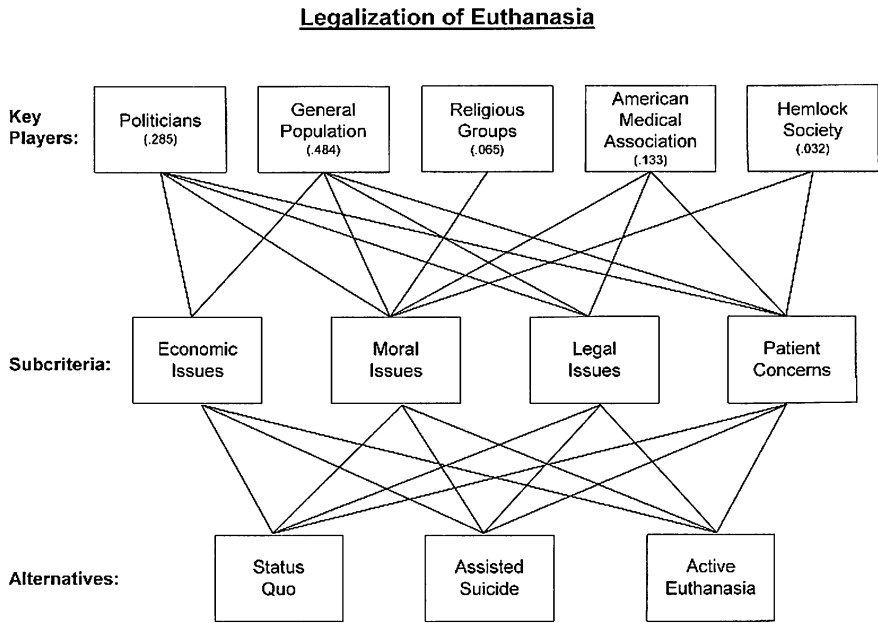 Legalization of Euthanasia
Key
Players:
Politicians
(.285)
General
Population
(.484)
Religious
Groups
(.065)
American
Medical
Association
(.133)
Hemlock
Society
(.032)
Subcriteria:
Economic
Issues
Moral
Issues
Legal
Issues
Patient
Concerns
Alternatives:
Status
Quo
Assisted
Suicide
Active
Euthanasia